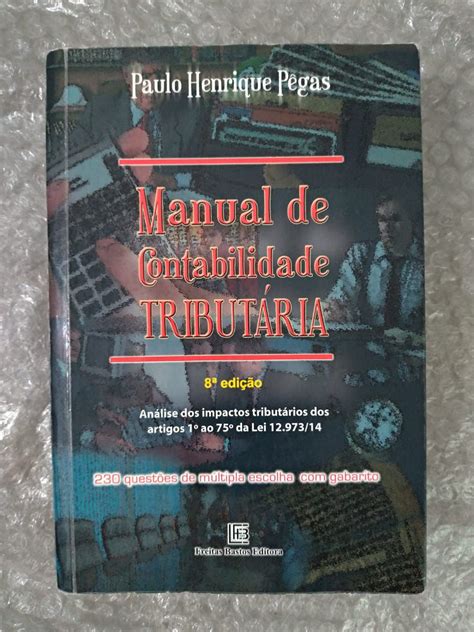 Paulo Henrique Pêgas
Manual de
Contabilidade
TRIBUTÁRIA
8ª edição
Análise dos impactos tributários dos
artigos 1º ao 75º da Lei 12.973/14
230 questões de múltipla escolha com gabarito
Freitas Bastos Editora